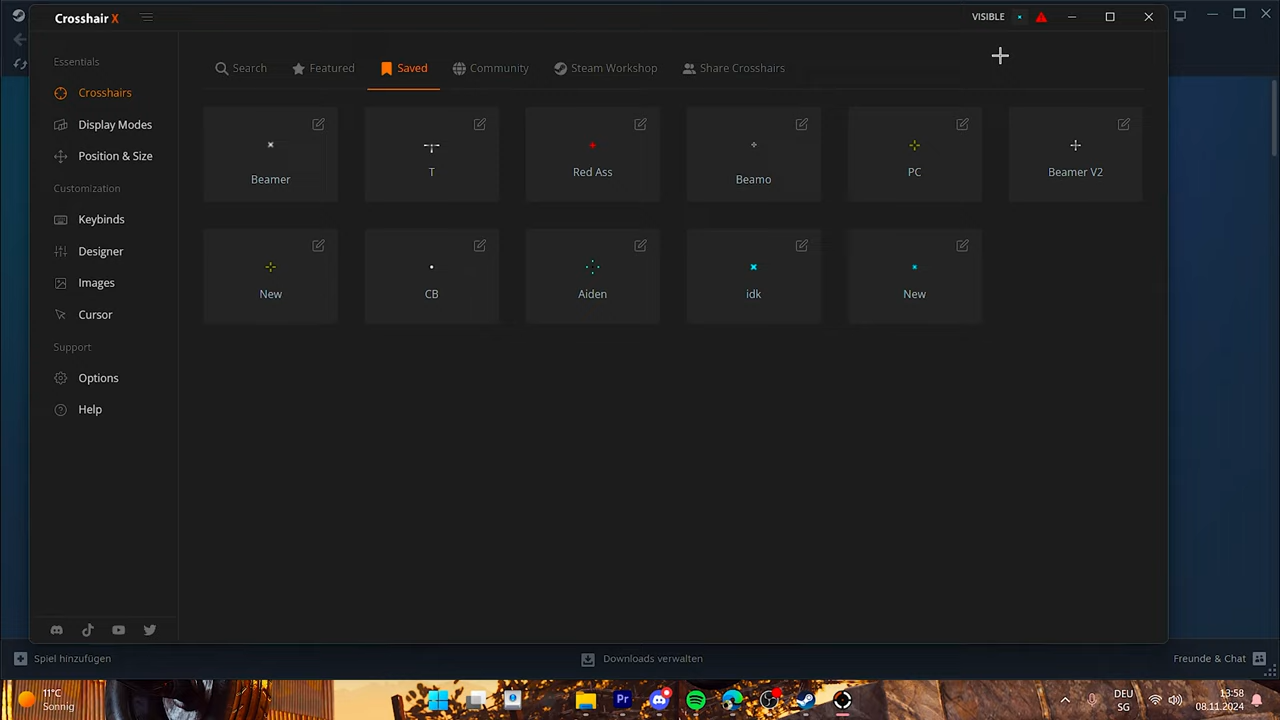 Crosshair X
VISIBLE
Essentials
Crosshairs
Display Modes
Position & Size
Customization
Keybinds
Designer
Images
Cursor
Support
Options
Help
Search
Featured
Saved
Community
Steam Workshop
Share Crosshairs
Beamer
T
Red Ass
Beamo
PC
Beamer V2
New
CB
Aiden
idk
New
Spiel hinzufügen
Downloads verwalten
Freunde & Chat
11°C
Sonnig
Pr
DEU
SG
13:58
08.11.2024